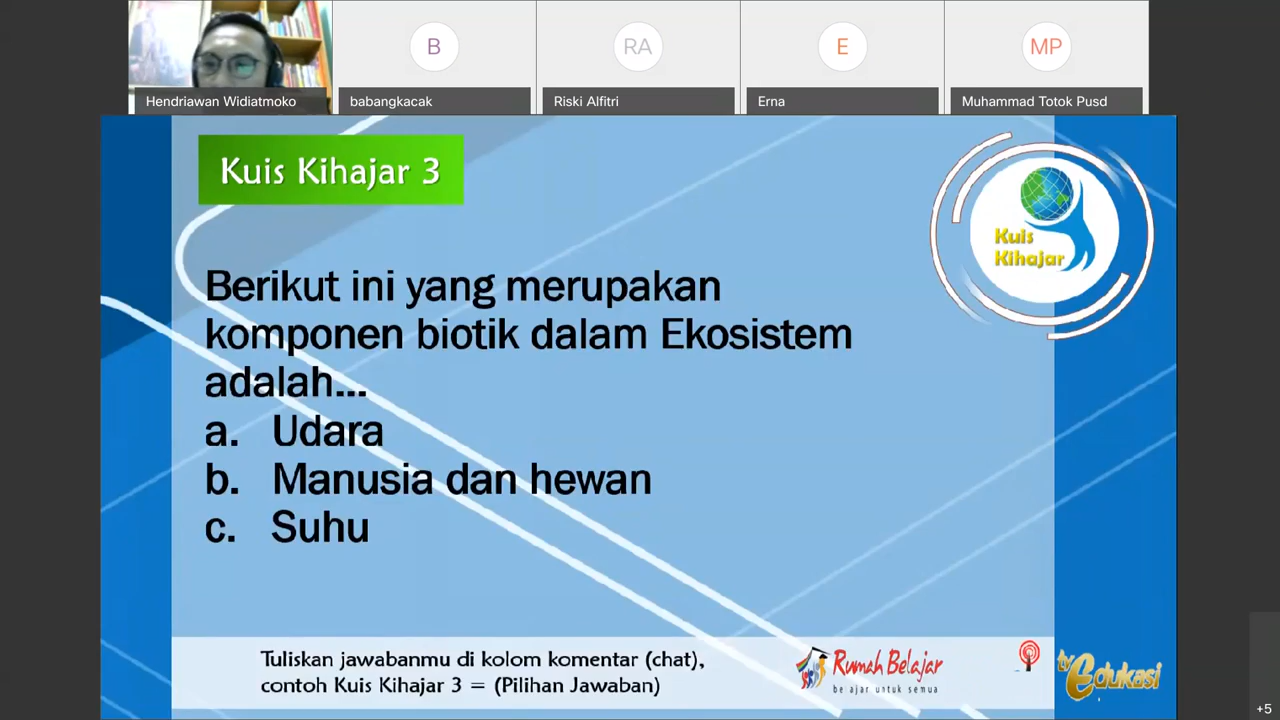 B
RA
E
MP
Hendriawan Widiatmoko
babangkacak
Riski Alfitri
Erna
Muhammad Totok Pusd
Kuis Kihajar 3
Kuis
Kihajar
Berikut ini yang merupakan
komponen biotik dalam Ekosistem
adalah...
a. Udara
b. Manusia dan hewan
c. Suhu
Tuliskan jawabanmu di kolom komentar (chat),
contoh Kuis Kihajar 3 = (Pilihan Jawaban)
Rumah Belajar
be ajar untuk semua
tv Edukasi
+5